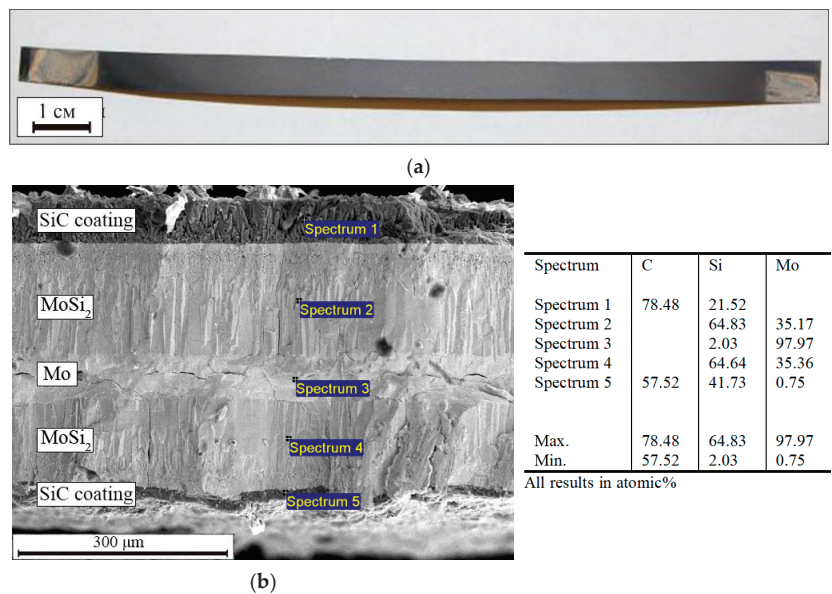 1 см
(a)
SiC coating
Spectrum 1
MoSi2
Spectrum 2
Mo
Spectrum 3
MoSi2
Spectrum 4
SiC coating
Spectrum 5
300 μm
(b)
Spectrum C Si Mo
Spectrum 1 78.48 21.52
Spectrum 2 64.83 35.17
Spectrum 3 2.03 97.97
Spectrum 4 64.64 35.36
Spectrum 5 57.52 41.73 0.75
Max. 78.48 64.83 97.97
Min. 57.52 2.03 0.75
All results in atomic%